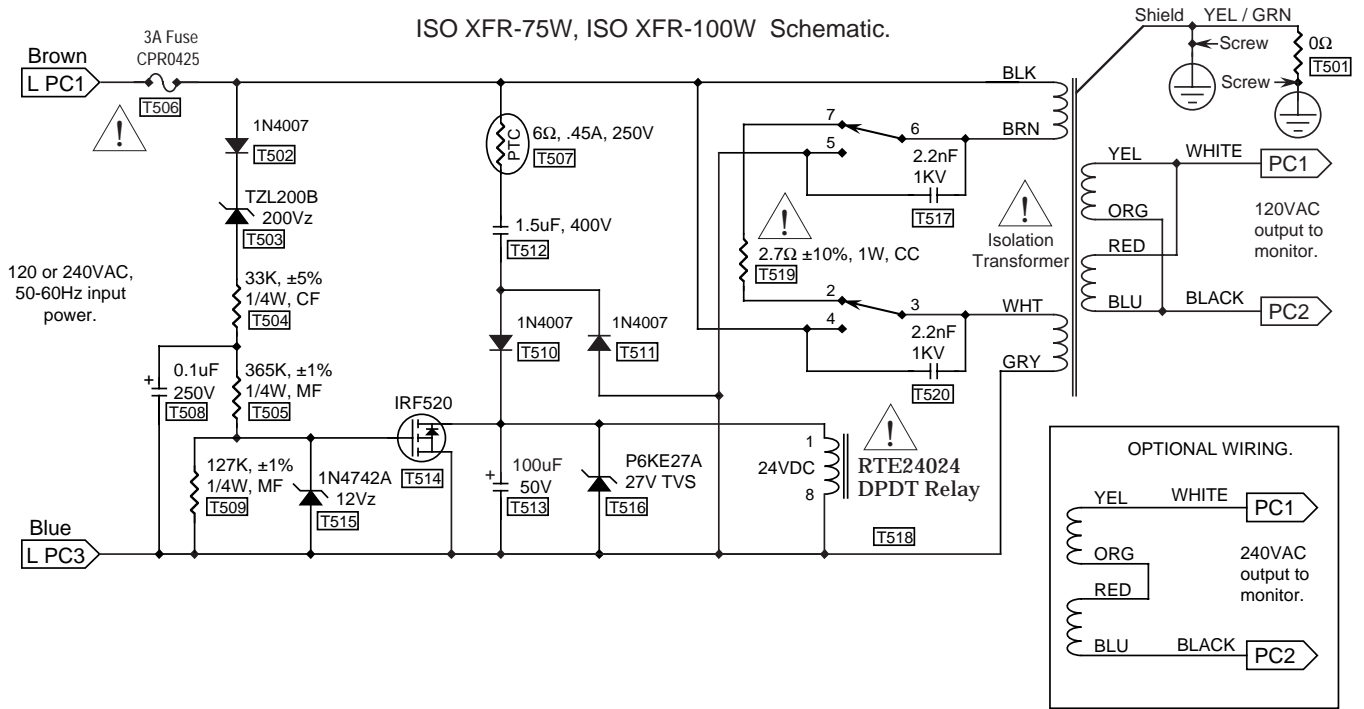 ISO XFR-75W, ISO XFR-100W  Schematic.
Brown
L PC1
3A Fuse
CPR0425
T506
!
1N4007
T502
TZL200B
200Vz
T503
120 or 240VAC,
50-60Hz input
power.
33K, ±5%
1/4W, CF
T504
+
0.1uF
250V
T508
365K, ±1%
1/4W, MF
T505
127K, ±1%
1/4W, MF
T509
1N4742A
12Vz
T515
IRF520
T514
Blue
L PC3
PTC
6Ω, .45A, 250V
T507
1.5uF, 400V
T512
1N4007
T510
1N4007
T511
+
100uF
50V
T513
P6KE27A
27V TVS
T516
1
24VDC
8
!
RTE24024
DPDT Relay
T518
7
5
6
2.2nF
1KV
T517
!
2.7Ω ±10%, 1W, CC
T519
2
4
3
2.2nF
1KV
T520
BLK
BRN
WHT
GRY
!
Isolation
Transformer
Shield
YEL / GRN
Screw
Screw
0Ω
T501
YEL
WHITE
PC1
ORG
RED
120VAC
output to
monitor.
BLU
BLACK
PC2
OPTIONAL WIRING.
YEL
WHITE
PC1
ORG
RED
240VAC
output to
monitor.
BLU
BLACK
PC2